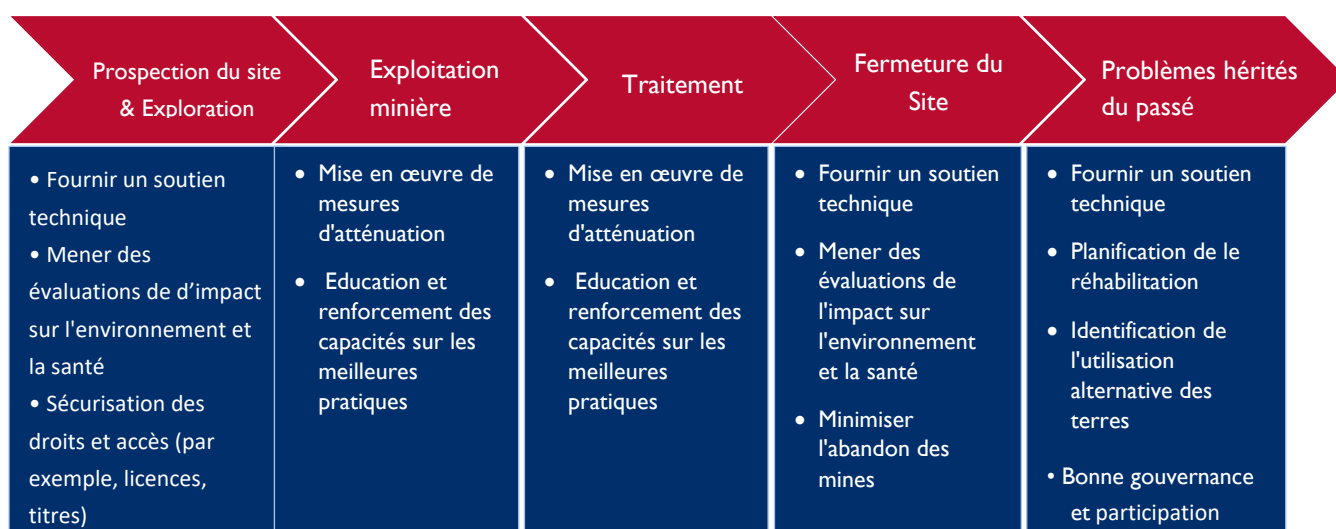 Prospection du site
& Exploration
Exploitation
minière
Traitement
Fermeture du
Site
Problèmes hérités
du passé
• Fournir un soutien
technique
• Mener des
évaluations de d’impact
sur l'environnement et
la santé
• Sécurisation des
droits et accès (par
exemple, licences,
titres)
• Mise en œuvre de
mesures
d'atténuation
• Education et
renforcement des
capacités sur les
meilleures
pratiques
• Mise en œuvre de
mesures
d'atténuation
• Education et
renforcement des
capacités sur les
meilleures
pratiques
• Fournir un soutien
technique
• Mener des
évaluations de
l'impact sur
l'environnement
et la santé
• Minimiser
l'abandon des
mines
• Fournir un soutien
technique
• Planification de le
réhabilitation
• Identification de
l'utilisation
alternative des
terres
• Bonne gouvernance
et participation